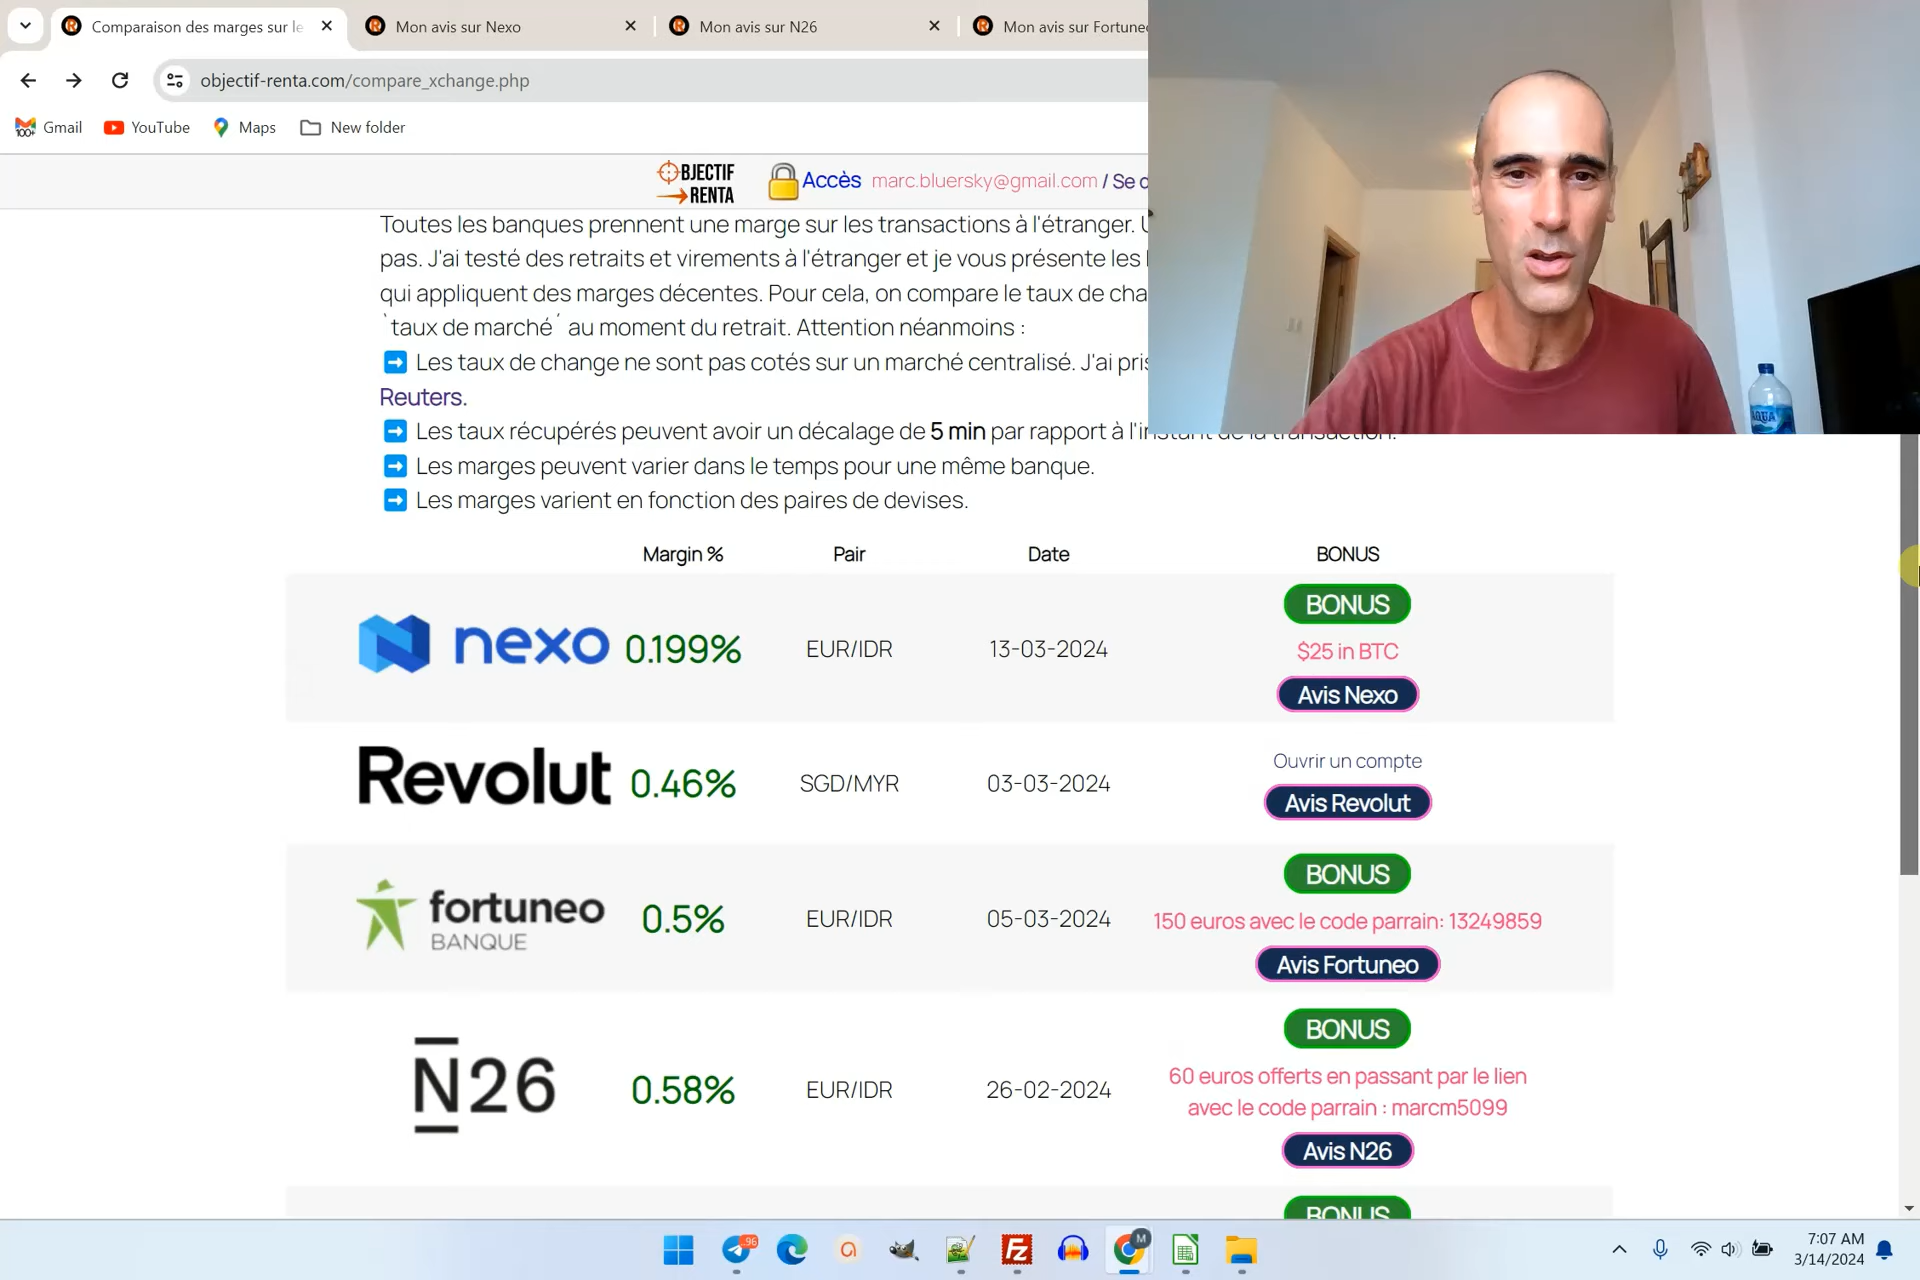 Comparaison des marges sur le
Mon avis sur Nexo
Mon avis sur N26
Mon avis sur Fortune
objectif-renta.com/compare_xchange.php
Gmail
YouTube
Maps
New folder
BJECTIF
RENTA
Accès marc.bluersky@gmail.com / Se
Toutes les banques prennent une marge sur les transactions à l'étranger.
pas. J'ai testé des retraits et virements à l'étranger et je vous présente les
qui appliquent des marges décentes. Pour cela, on compare le taux de cha
`taux de marché´ au moment du retrait. Attention néanmoins :
Les taux de change ne sont pas cotés sur un marché centralisé. J'ai pris
Reuters.
Les taux récupérés peuvent avoir un décalage de 5 min par rapport à l'instant de la transaction.
Les marges peuvent varier dans le temps pour une même banque.
Les marges varient en fonction des paires de devises.
Margin % Pair Date BONUS
nexo 0.199% EUR/IDR 13-03-2024 BONUS
$25 in BTC
Avis Nexo
Revolut 0.46% SGD/MYR 03-03-2024 Ouvrir un compte
Avis Revolut
fortuneo
BANQUE
0.5% EUR/IDR 05-03-2024 BONUS
150 euros avec le code parrain: 13249859
Avis Fortuneo
N26 0.58% EUR/IDR 26-02-2024 BONUS
60 euros offerts en passant par le lien
avec le code parrain : marcm5099
Avis N26
BONUS
AQUA
96
M
7:07 AM
3/14/2024